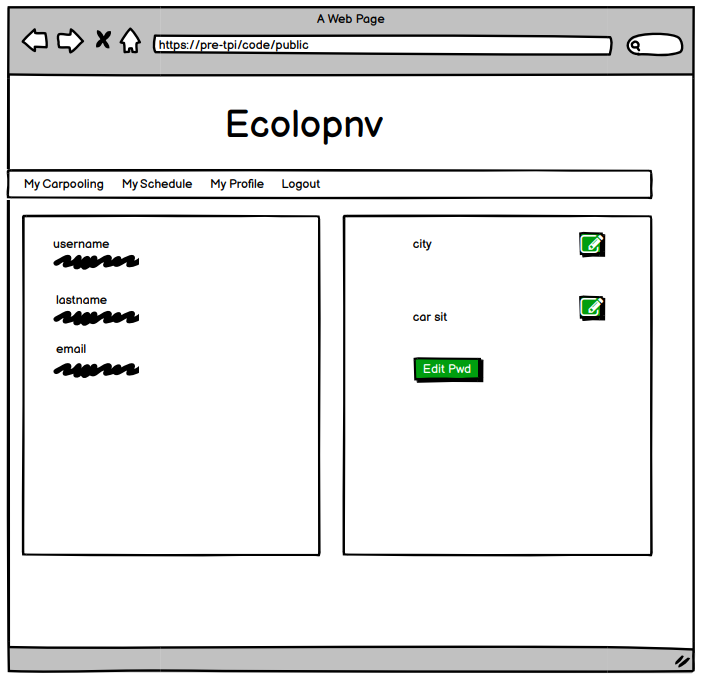 A Web Page
https://pre-tpi/code/public
Ecolopnv
My Carpooling My Schedule My Profile Logout
username
lastname
email
city
car sit
Edit Pwd